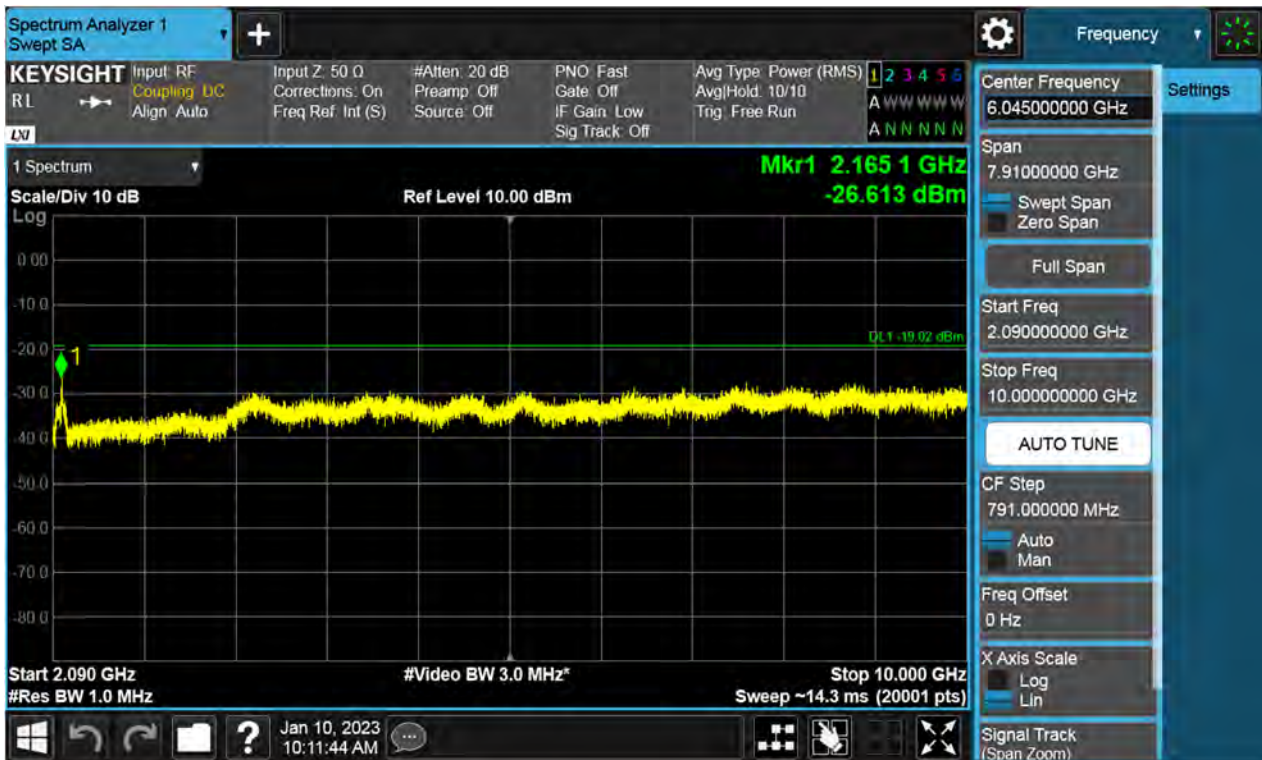 Spectrum Analyzer 1
Swept SA
+
Frequency
KEYSIGHT
RL
LXI
Input: RF
Coupling: DC
Align: Auto
Input Z: 50 Ω
Corrections: On
Freq Ref: Int (S)
#Atten: 20 dB
Preamp: Off
Source: Off
PNO: Fast
Gate: Off
IF Gain: Low
Sig Track: Off
Avg Type: Power (RMS)
Avg|Hold: 10/10
Trig: Free Run
1 2 3 4 5 6
A W W W W W
A N N N N N
1 Spectrum
Mkr1 2.165 1 GHz
Scale/Div 10 dB
Ref Level 10.00 dBm
-26.613 dBm
Log
0.00
-10.0
DL1 -19.02 dBm
-20.0
1
-30.0
-40.0
-50.0
-60.0
-70.0
-80.0
Start 2.090 GHz
#Video BW 3.0 MHz*
Stop 10.000 GHz
#Res BW 1.0 MHz
Sweep ~14.3 ms (20001 pts)
Center Frequency
6.045000000 GHz
Settings
Span
7.91000000 GHz
Swept Span
Zero Span
Full Span
Start Freq
2.090000000 GHz
Stop Freq
10.000000000 GHz
AUTO TUNE
CF Step
791.000000 MHz
Auto
Man
Freq Offset
0 Hz
X Axis Scale
Log
Lin
Signal Track
(Span Zoom)
?
Jan 10, 2023
10:11:44 AM